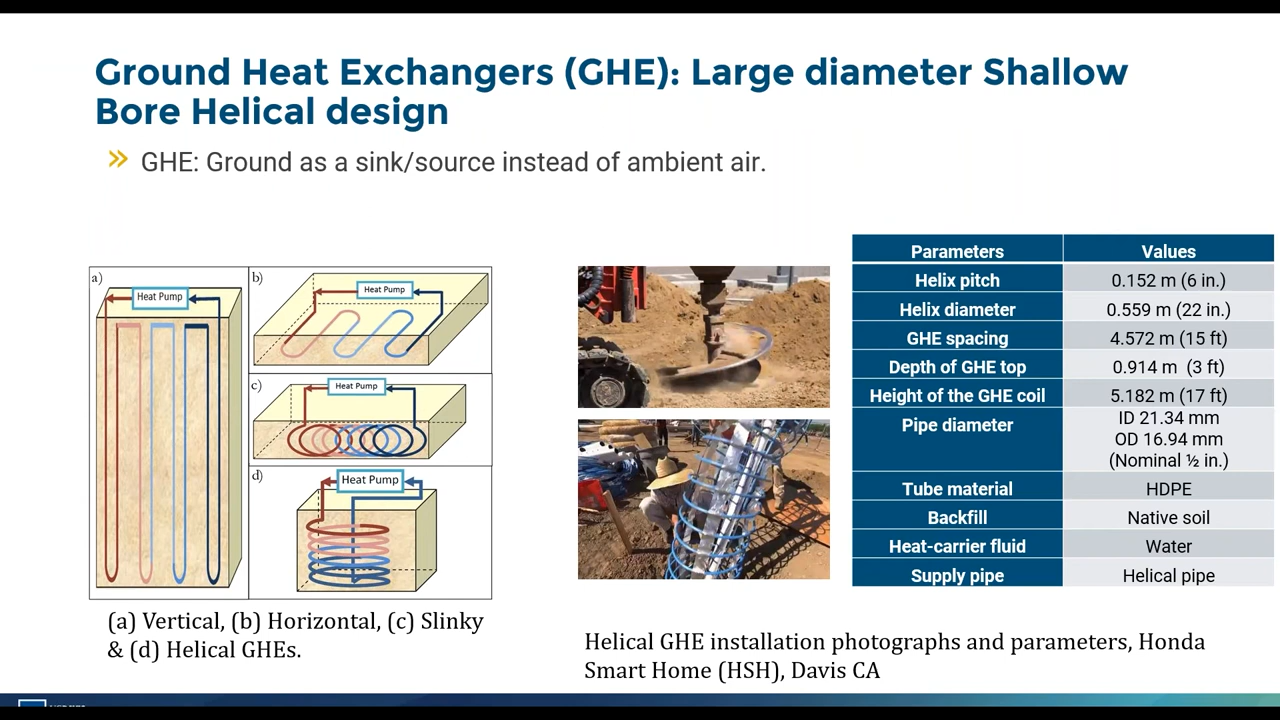 Ground Heat Exchangers (GHE): Large diameter Shallow
Bore Helical design
» GHE: Ground as a sink/source instead of ambient air.
a)
Heat Pump
b)
Heat Pump
c)
Heat Pump
d)
Heat Pump
(a) Vertical, (b) Horizontal, (c) Slinky
& (d) Helical GHEs.
Parameters Values
Helix pitch 0.152 m (6 in.)
Helix diameter 0.559 m (22 in.)
GHE spacing 4.572 m (15 ft)
Depth of GHE top 0.914 m (3 ft)
Height of the GHE coil 5.182 m (17 ft)
Pipe diameter ID 21.34 mm
OD 16.94 mm
(Nominal ½ in.)
Tube material HDPE
Backfill Native soil
Heat-carrier fluid Water
Supply pipe Helical pipe
Helical GHE installation photographs and parameters, Honda
Smart Home (HSH), Davis CA